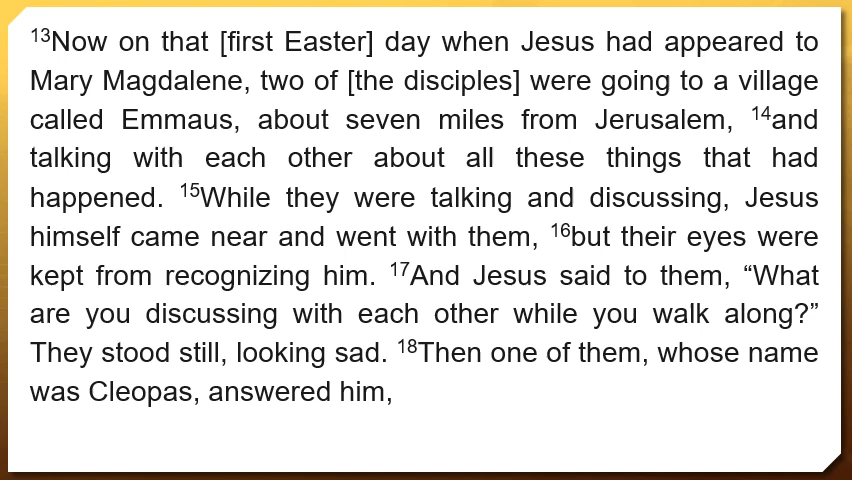 ¹³Now on that [first Easter] day when Jesus had appeared to
Mary Magdalene, two of [the disciples] were going to a village
called Emmaus, about seven miles from Jerusalem, ¹⁴and
talking with each other about all these things that had
happened. ¹⁵While they were talking and discussing, Jesus
himself came near and went with them, ¹⁶but their eyes were
kept from recognizing him. ¹⁷And Jesus said to them, “What
are you discussing with each other while you walk along?”
They stood still, looking sad. ¹⁸Then one of them, whose name
was Cleopas, answered him,